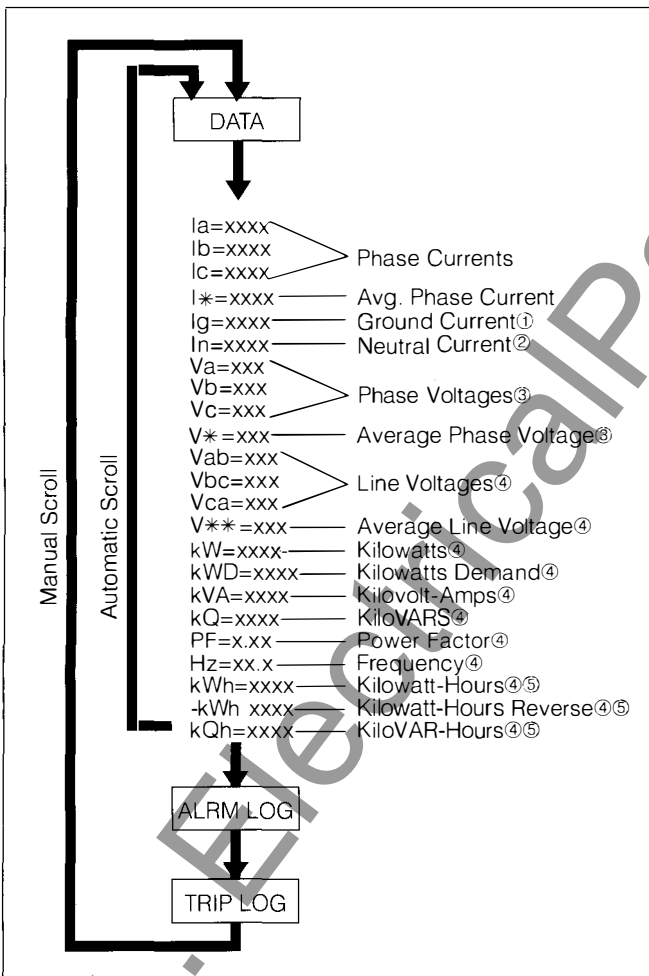 DATA
Ia=xxxx
Ib=xxxx
Ic=xxxx
Phase Currents
I*=xxxx Avg. Phase Current
Ig=xxxx Ground Current①
In=xxxx Neutral Current②
Va=xxx
Vb=xxx
Vc=xxx
Phase Voltages③
V*=xxx Average Phase Voltage③
Vab=xxx
Vbc=xxx
Vca=xxx
Line Voltages④
V**=xxx Average Line Voltage④
kW=xxxx Kilowatts④
kWD=xxxx Kilowatts Demand④
kVA=xxxx Kilovolt-Amps④
kQ=xxxx KiloVARS④
PF=x.xx Power Factor④
Hz=xx.x Frequency④
kWh=xxxx Kilowatt-Hours④⑤
-kWh xxxx Kilowatt-Hours Reverse④⑤
kQh=xxxx KiloVAR-Hours④⑤
ALRM LOG
TRIP LOG
Manual Scroll
Automatic Scroll